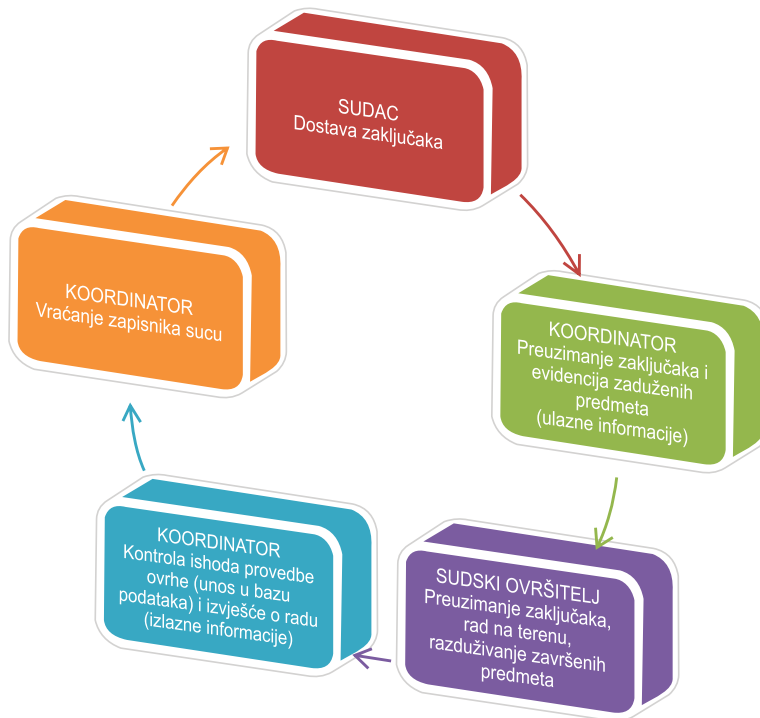 SUDAC
Dostava zaključaka
KOORDINATOR
Preuzimanje zaključaka i
evidencija zaduženih
predmeta
(ulazne informacije)
SUDSKI OVRŠITELJ
Preuzimanje zaključaka,
rad na terenu,
razduživanje završenih
predmeta
KOORDINATOR
Kontrola ishoda provedbe
ovrhe (unos u bazu
podataka) i izvješće o radu
(izlazne informacije)
KOORDINATOR
Vraćanje zapisnika sucu